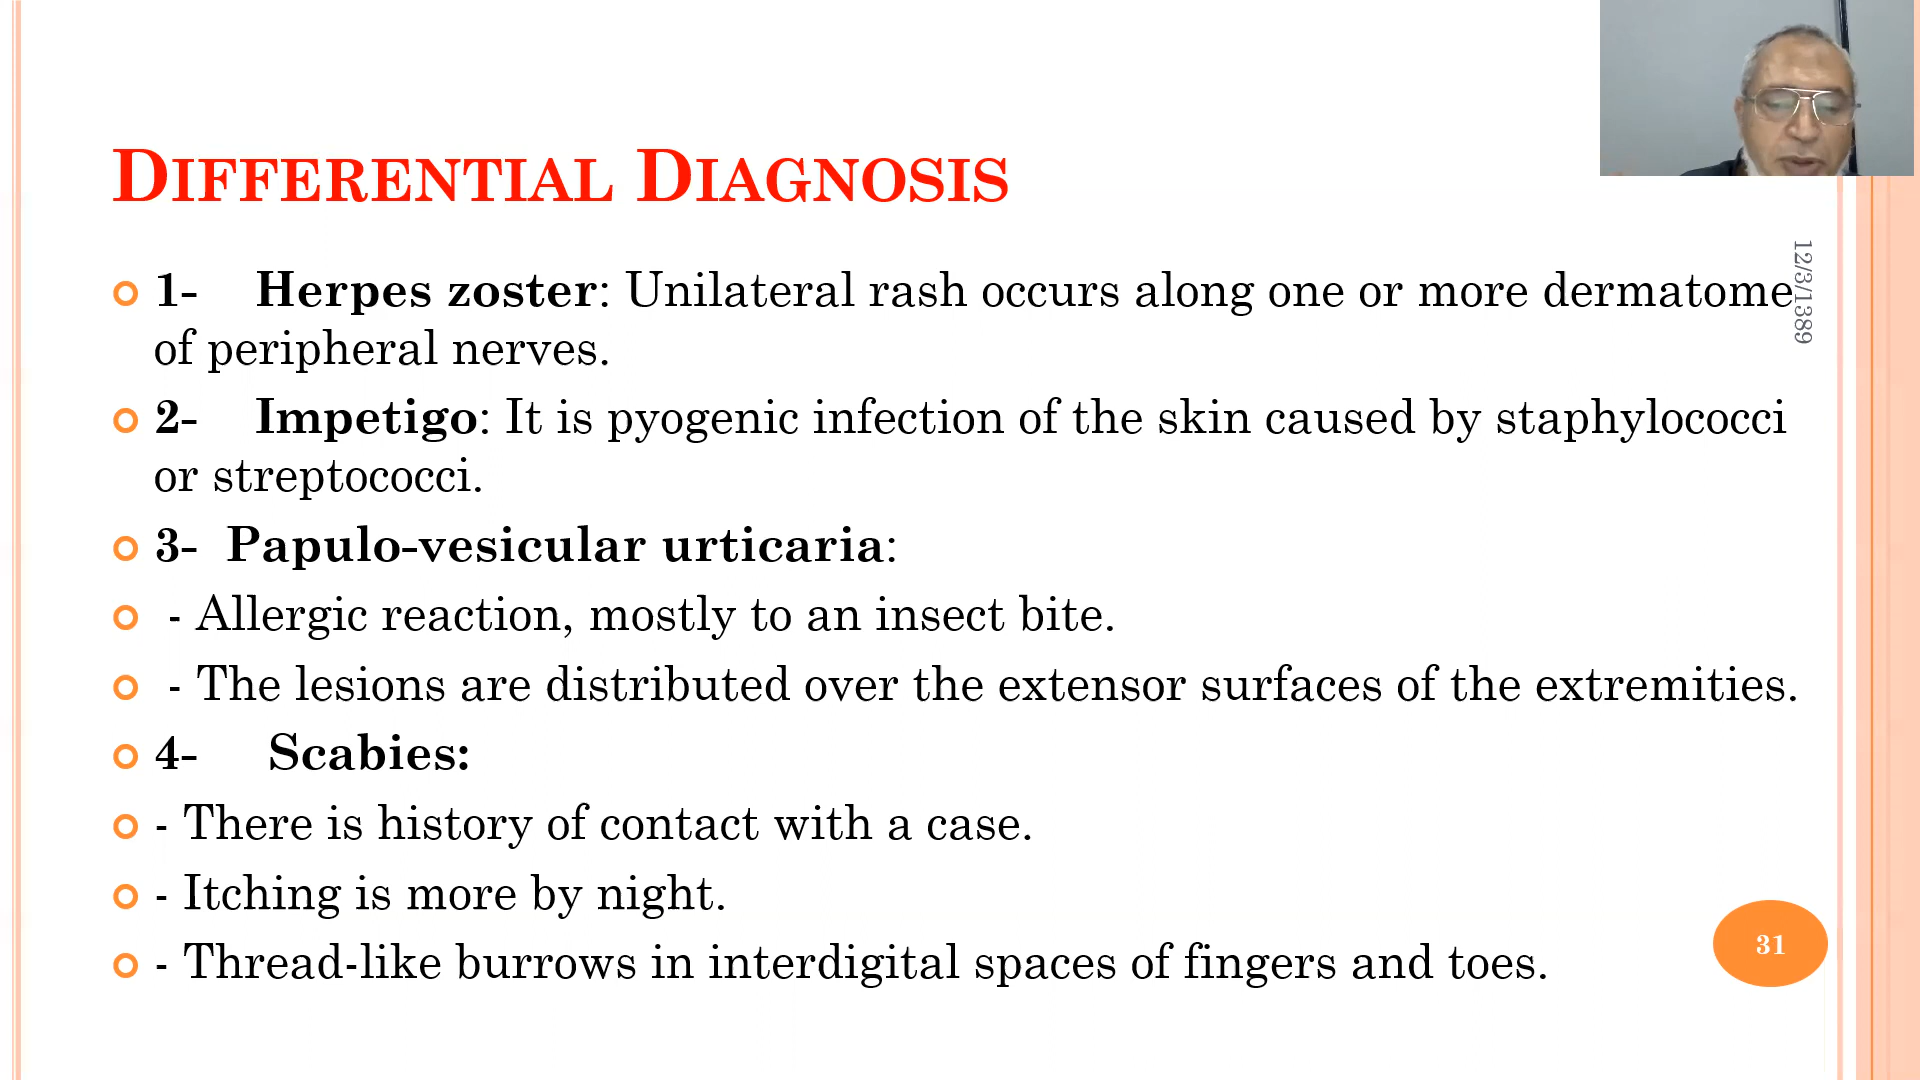 DIFFERENTIAL DIAGNOSIS
1- Herpes zoster: Unilateral rash occurs along one or more dermatome
of peripheral nerves.
2- Impetigo: It is pyogenic infection of the skin caused by staphylococci
or streptococci.
3- Papulo-vesicular urticaria:
- Allergic reaction, mostly to an insect bite.
- The lesions are distributed over the extensor surfaces of the extremities.
4- Scabies:
- There is history of contact with a case.
- Itching is more by night.
- Thread-like burrows in interdigital spaces of fingers and toes.
12/3/1389
31